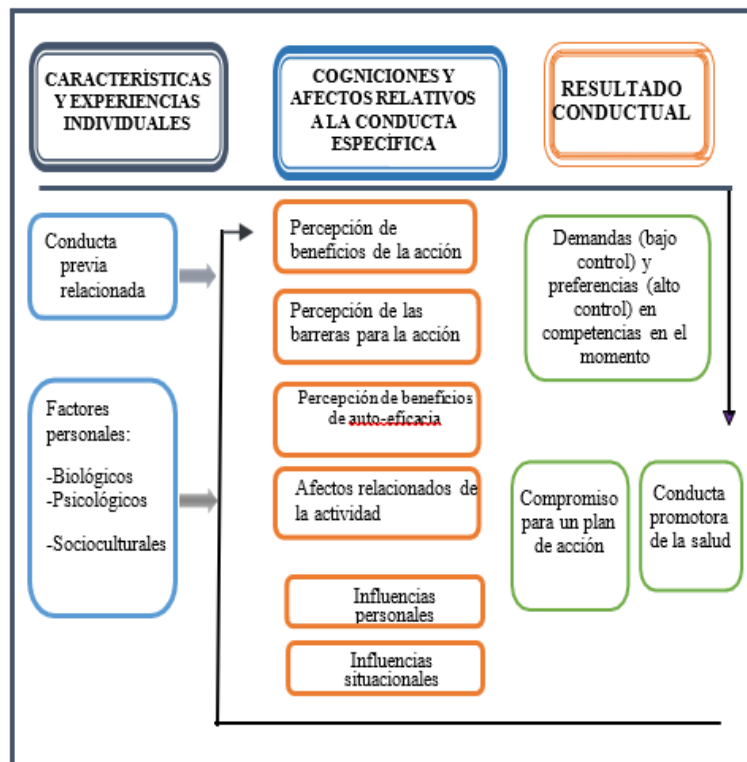 CARACTERÍSTICAS
Y EXPERIENCIAS
INDIVIDUALES
COGNICIONES Y
AFECTOS RELATIVOS
A LA CONDUCTA
ESPECÍFICA
RESULTADO
CONDUCTUAL
Conducta
previa
relacionada
Factores
personales:
-Biológicos
-Psicológicos
-Socioculturales
Percepción de
beneficios de la acción
Percepción de las
barreras para la acción
Percepción de beneficios
de auto-eficacia
Afectos relacionados de
la actividad
Influencias
personales
Influencias
situacionales
Demandas (bajo
control) y
preferencias (alto
control) en
competencias en el
momento
Compromiso
para un plan
de acción
Conducta
promotora
de la salud